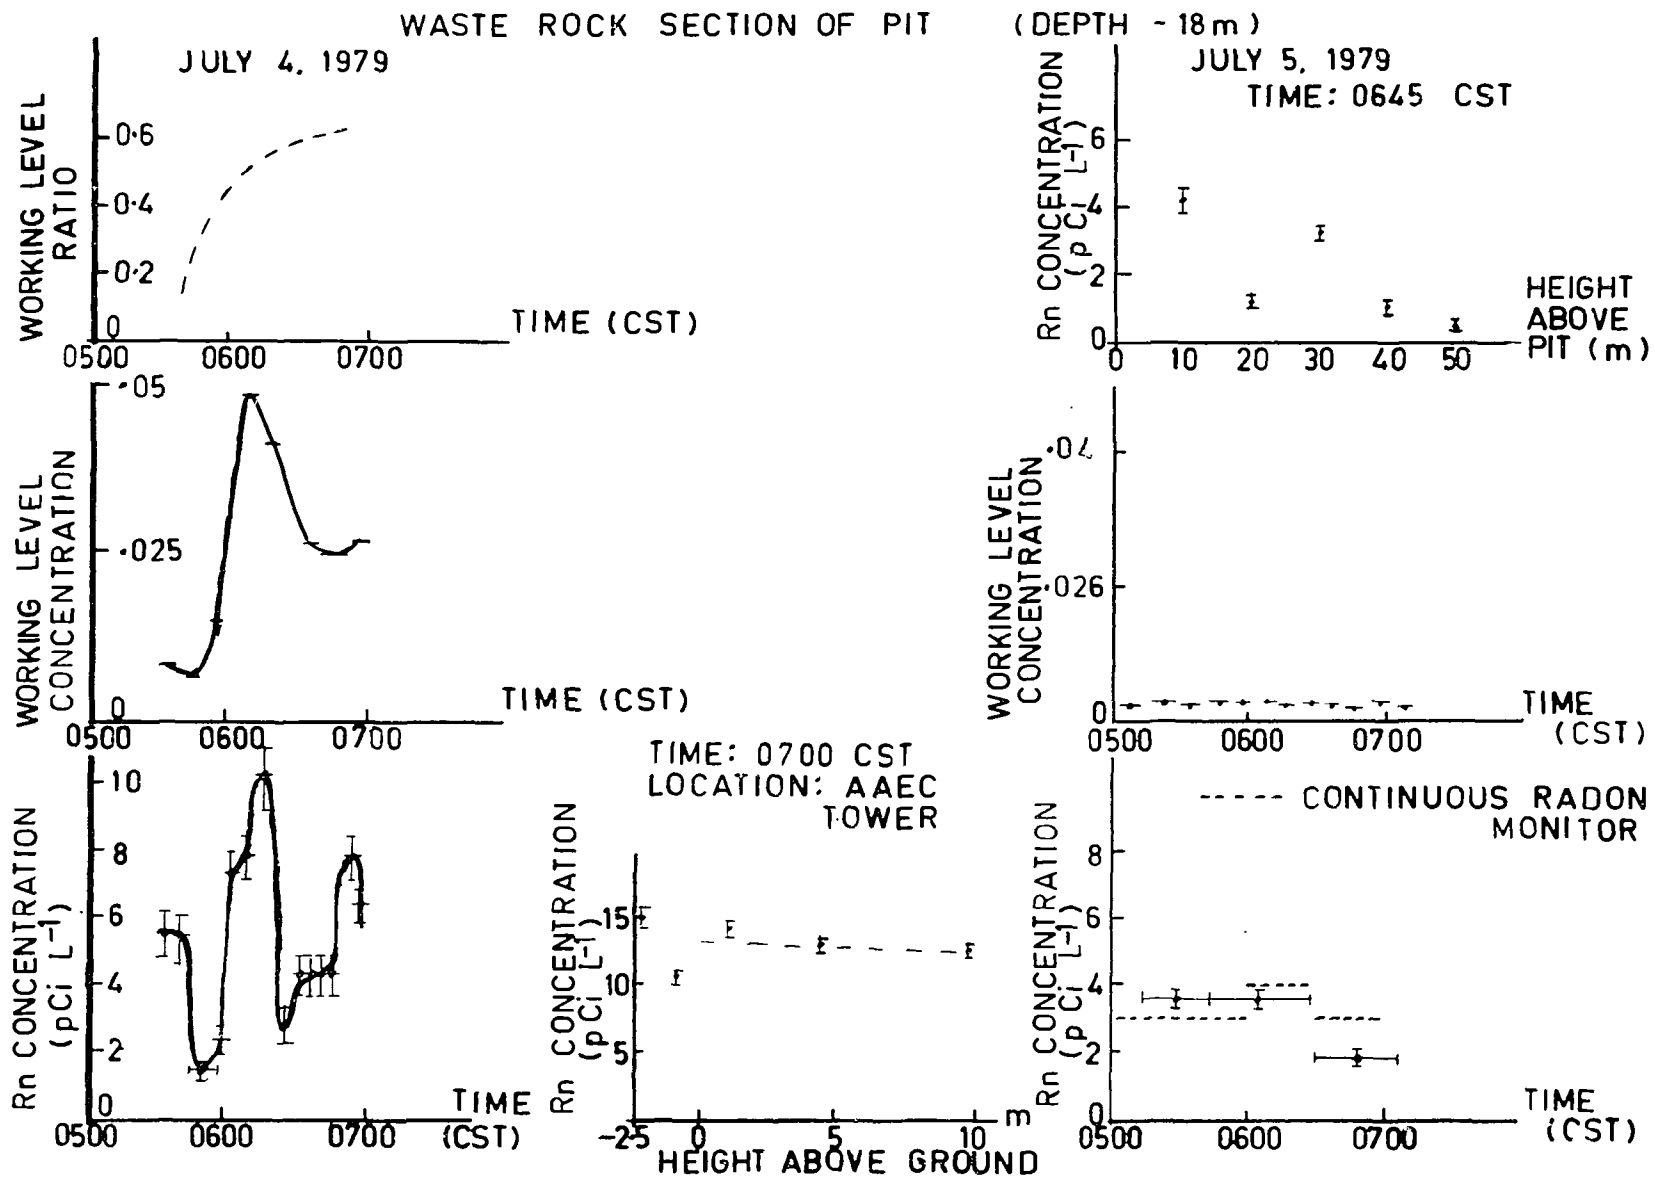 WASTE ROCK SECTION OF PIT (DEPTH ~18m)
JULY 4, 1979
WORKING LEVEL
RATIO
0·6
0·4
0·2
0
0500 0600 0700
TIME (CST)
JULY 5, 1979
TIME: 0645 CST
Rn CONCENTRATION
(pCi L-1)
6
4
2
0
0 10 20 30 40 50
HEIGHT
ABOVE
PIT (m)
WORKING LEVEL
CONCENTRATION
·05
·025
0
0500 0600 0700
TIME (CST)
WORKING LEVEL
CONCENTRATION
·04
·026
0
0500 0600 0700
TIME
(CST)
Rn CONCENTRATION
(pCi L-1)
10
8
6
4
2
0
0500 0600 0700
TIME
(CST)
TIME: 0700 CST
LOCATION: AAEC
TOWER
Rn CONCENTRATION
(pCi L-1)
15
10
5
-25 0 5 10 m
HEIGHT ABOVE GROUND
----- CONTINUOUS RADON
MONITOR
Rn CONCENTRATION
(pCi L-1)
8
6
4
2
0
0500 0600 0700
TIME
(CST)